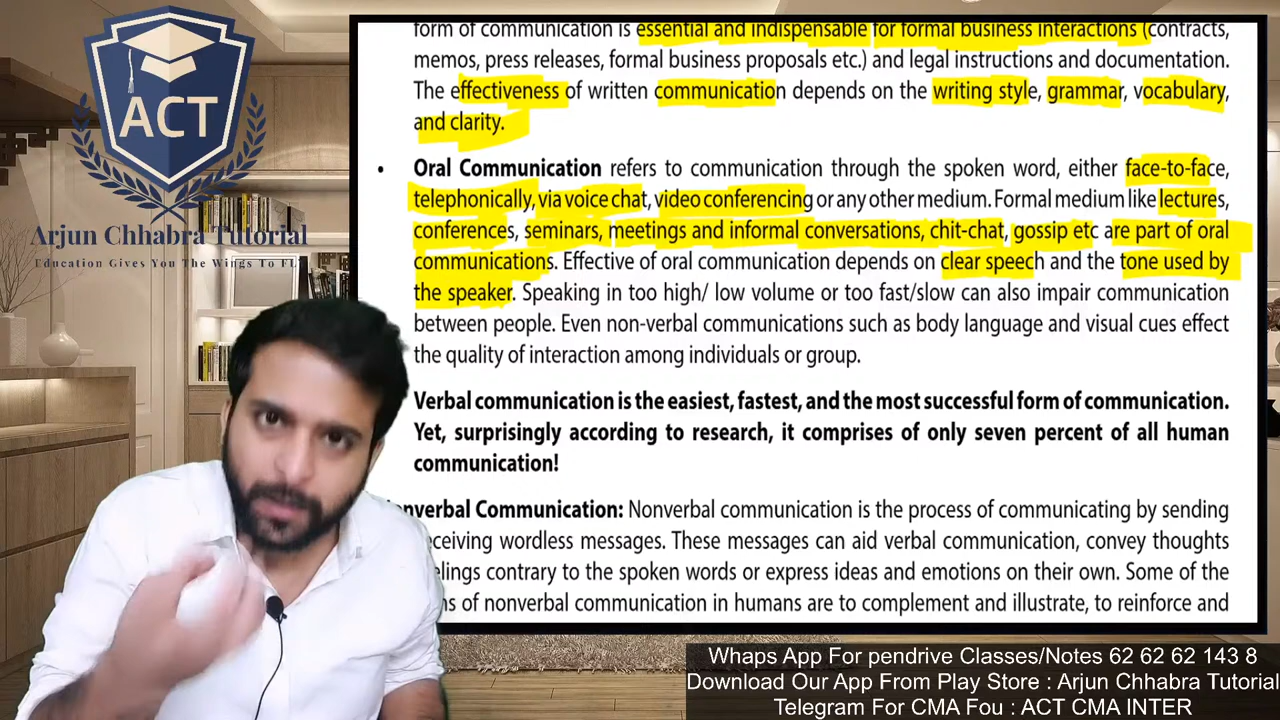 ACT
Arjun Chhabra Tutorial
Education Gives You The Wings To
form of communication is essential and indispensable for formal business interactions (contracts,
memos, press releases, formal business proposals etc.) and legal instructions and documentation.
The effectiveness of written communication depends on the writing style, grammar, vocabulary,
and clarity.
• Oral Communication refers to communication through the spoken word, either face-to-face,
telephonically, via voice chat, video conferencing or any other medium. Formal medium like lectures,
conferences, seminars, meetings and informal conversations, chit-chat, gossip etc are part of oral
communications. Effective of oral communication depends on clear speech and the tone used by
the speaker. Speaking in too high/ low volume or too fast/slow can also impair communication
between people. Even non-verbal communications such as body language and visual cues effect
the quality of interaction among individuals or group.
Verbal communication is the easiest, fastest, and the most successful form of communication.
Yet, surprisingly according to research, it comprises of only seven percent of all human
communication!
nverbal Communication: Nonverbal communication is the process of communicating by sending
eceiving wordless messages. These messages can aid verbal communication, convey thoughts
elings contrary to the spoken words or express ideas and emotions on their own. Some of the
ns of nonverbal communication in humans are to complement and illustrate, to reinforce and
Whaps App For pendrive Classes/Notes 62 62 62 143 8
Download Our App From Play Store : Arjun Chhabra Tutorial
Telegram For CMA Fou : ACT CMA INTER